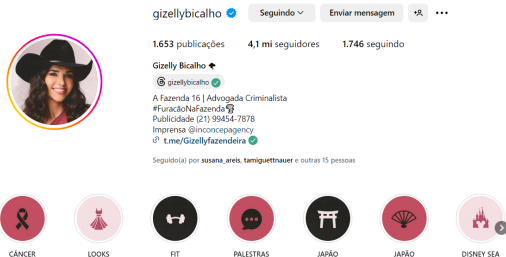 gizellybicalho
Seguindo
Enviar mensagem
1.653 publicações
4,1 mi seguidores
1.746 seguindo
Gizelly Bicalho 🌪️
gizellybicalho
A Fazenda 16 | Advogada Criminalista
#FuracãoNaFazenda🌪️
Publicidade (21) 99454-7878
Imprensa @inconcepagency
t.me/Gizellyfazendeira
Seguido(a) por susana_areis, tamiguettnauer e outras 15 pessoas
CÂNCER
LOOKS
FIT
PALESTRAS
JAPÃO
JAPÃO
DISNEY SEA